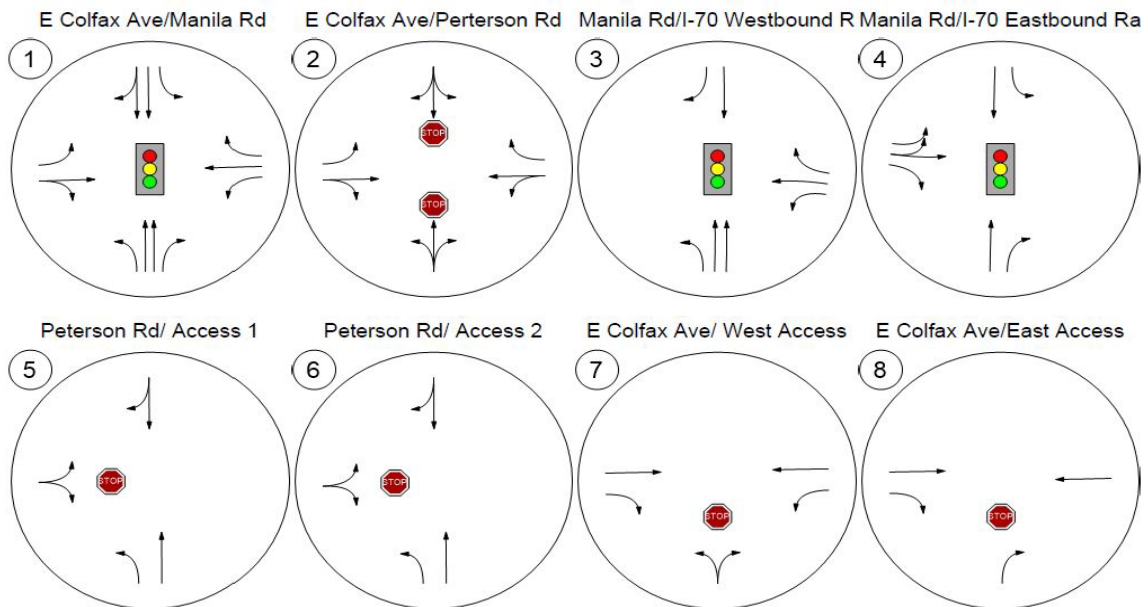 E Colfax Ave/Manila Rd
E Colfax Ave/Perterson Rd
Manila Rd/I-70 Westbound R
Manila Rd/I-70 Eastbound Ra
1
2
3
4
STOP
STOP
Peterson Rd/ Access 1
Peterson Rd/ Access 2
E Colfax Ave/ West Access
E Colfax Ave/East Access
5
6
7
8
STOP
STOP
STOP
STOP